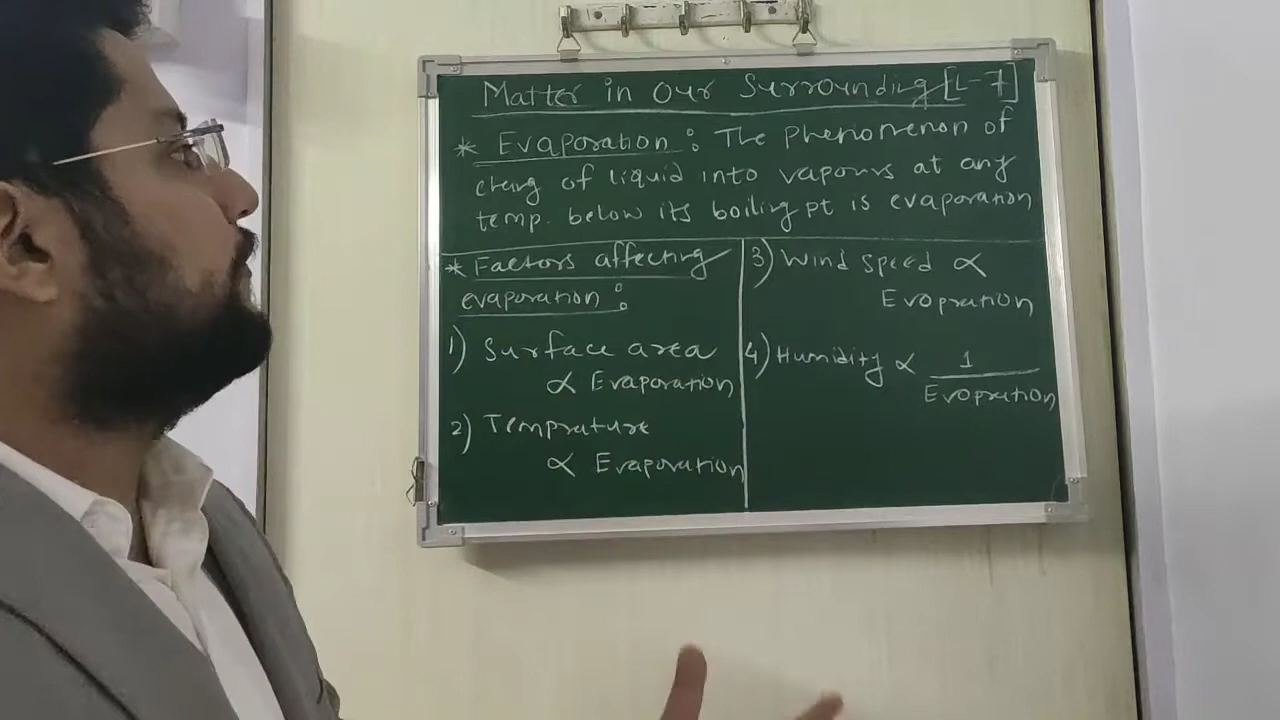 Matter in our Surrounding [L-7]
* Evaporation : The Phenomenon of
chang of liquid into vapours at any
temp. below its boiling pt is evaporation
* Factors affecting
evaporation :
1) Surface area
∝ Evaporation
2) Temprature
∝ Evaporation
3) Wind speed ∝
Evopration
4) Humidity ∝ 1
Evopration